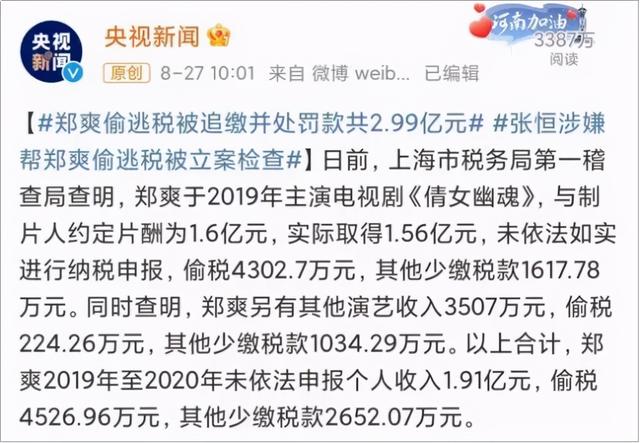 央视新闻
央视新闻
河南加油
原创 8-27 10:01 来自 微博 weib... 已编辑
3387万
阅读
【#郑爽偷逃税被追缴并处罚款共2.99亿元# #张恒涉嫌
帮郑爽偷逃税被立案检查#】日前，上海市税务局第一稽
查局查明，郑爽于2019年主演电视剧《倩女幽魂》，与制
片人约定片酬为1.6亿元，实际取得1.56亿元，未依法如实
进行纳税申报，偷税4302.7万元，其他少缴税款1617.78
万元。同时查明，郑爽另有其他演艺收入3507万元，偷税
224.26万元，其他少缴税款1034.29万元。以上合计，郑
爽2019年至2020年未依法申报个人收入1.91亿元，偷税
4526.96万元，其他少缴税款2652.07万元。